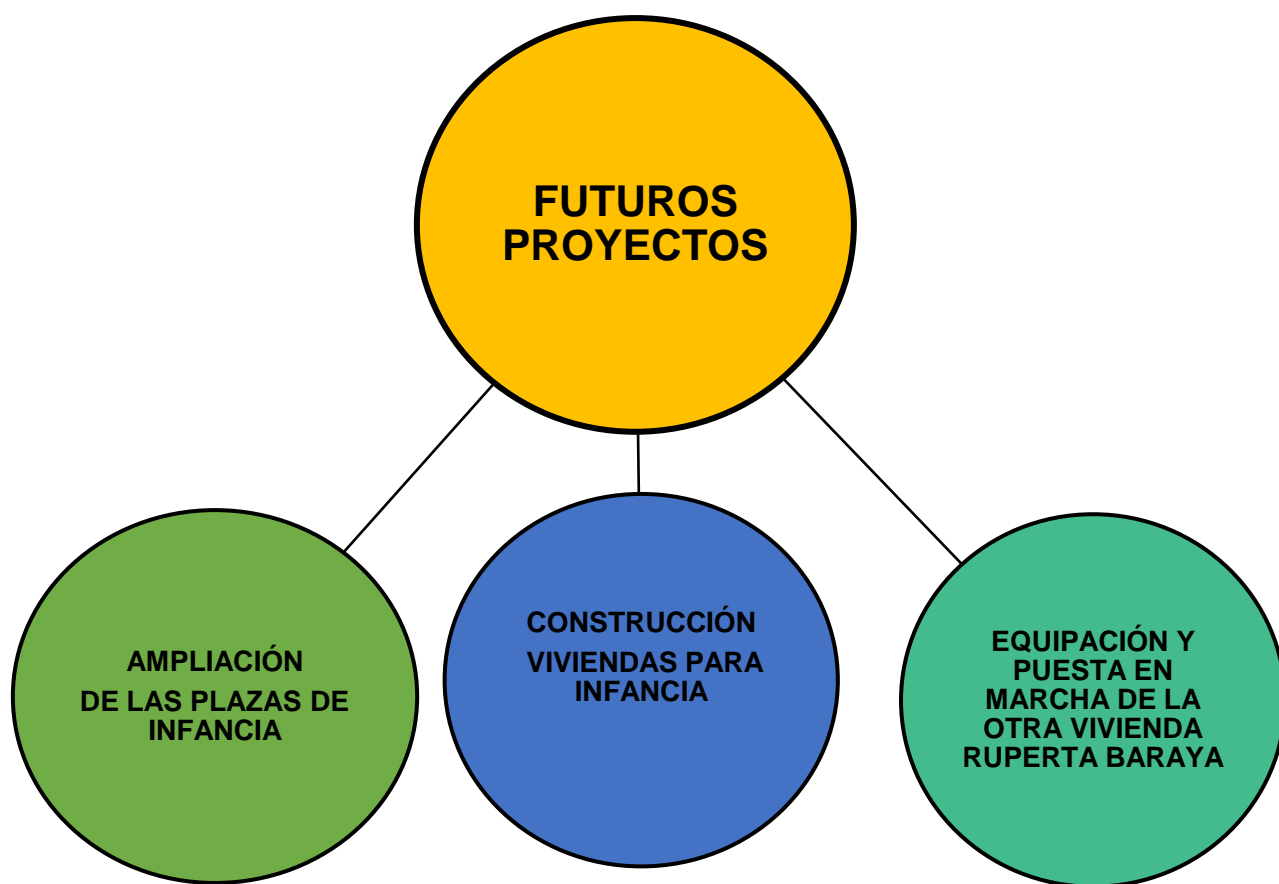 FUTUROS
PROYECTOS
AMPLIACIÓN
DE LAS PLAZAS DE
INFANCIA
CONSTRUCCIÓN
VIVIENDAS PARA
INFANCIA
EQUIPACIÓN Y
PUESTA EN
MARCHA DE LA
OTRA VIVIENDA
RUPERTA BARAYA